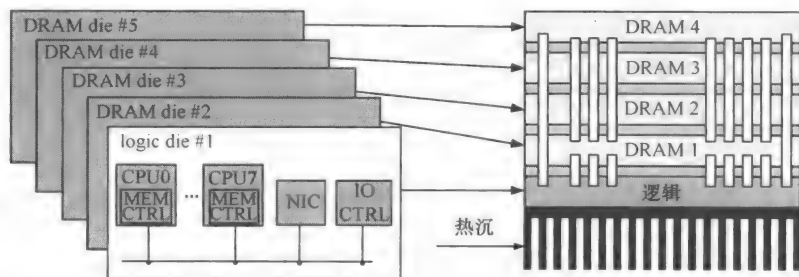 DRAM die #5
DRAM die #4
DRAM die #3
DRAM die #2
logic die #1
CPU0
MEM
CTRL
...
CPU7
MEM
CTRL
NIC
IO
CTRL
DRAM 4
DRAM 3
DRAM 2
DRAM 1
逻辑
热沉